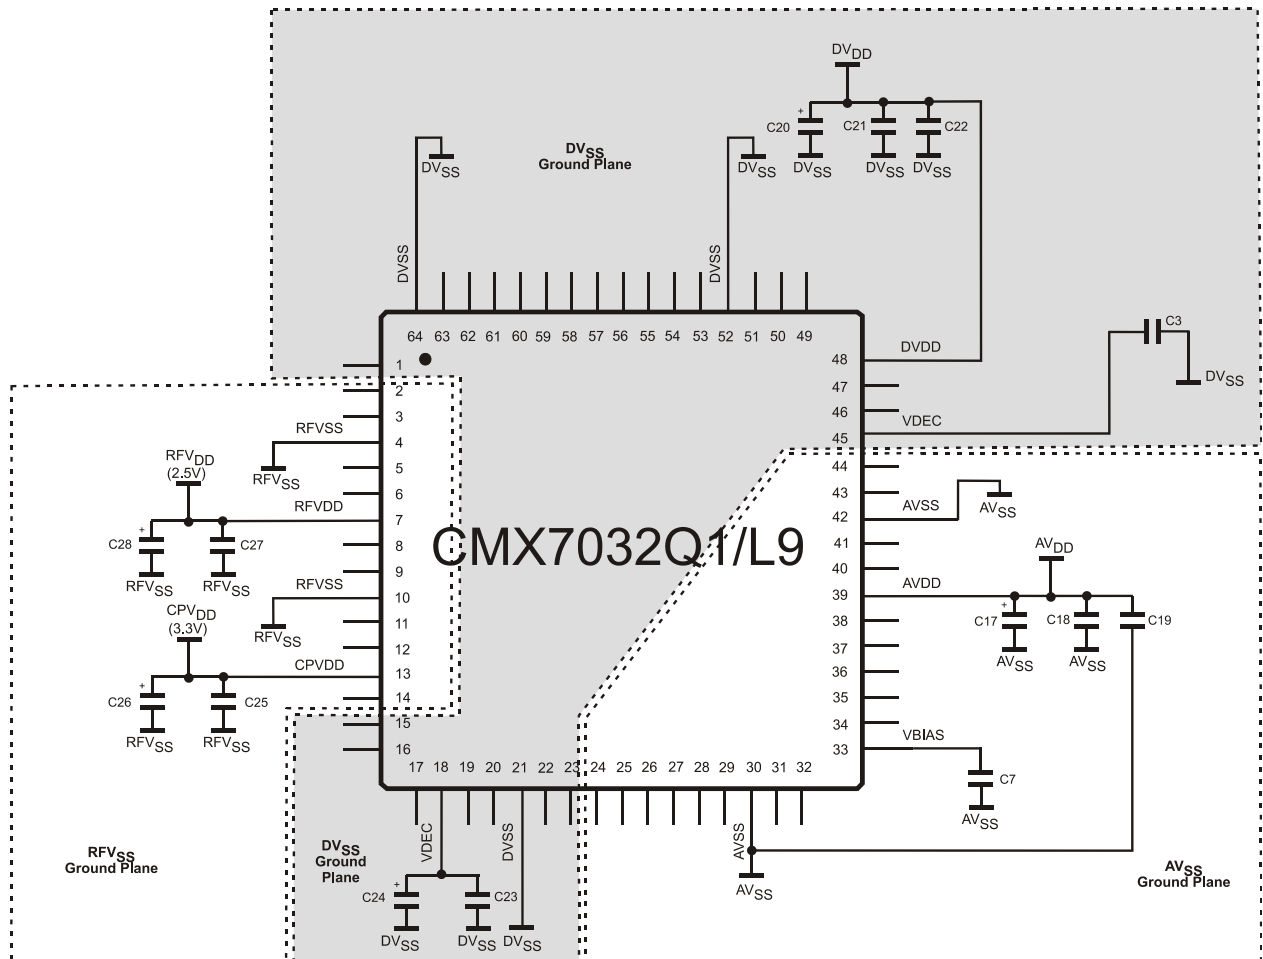 DVDD
+
C20
C21
C22
DVSS
DVSS
DVSS
DVSS
DVSS
DVSS
Ground Plane
DVSS
DVSS
64 63 62 61 60 59 58 57 56 55 54 53 52 51 50 49
C3
DVSS
1
2
3
4
5
6
7
8
9
10
11
12
13
14
15
16
48
47
46
45
44
43
42
41
40
39
38
37
36
35
34
33
DVDD
VDEC
RFVSS
RFVSS
RFVDD
(2.5V)
RFVDD
+
C28
C27
RFVSS
RFVSS
RFVSS
RFVSS
CPVDD
(3.3V)
CPVDD
+
C26
C25
RFVSS
RFVSS
CMX7032Q1/L9
AVSS
AVSS
AVDD
AVDD
+
C17
C18
C19
AVSS
AVSS
VBIAS
C7
AVSS
17 18 19 20 21 22 23 24 25 26 27 28 29 30 31 32
VDEC
DVSS
AVSS
RFVSS
Ground Plane
DVSS
Ground
Plane
+
C24
C23
DVSS
DVSS
DVSS
AVSS
AVSS
Ground Plane